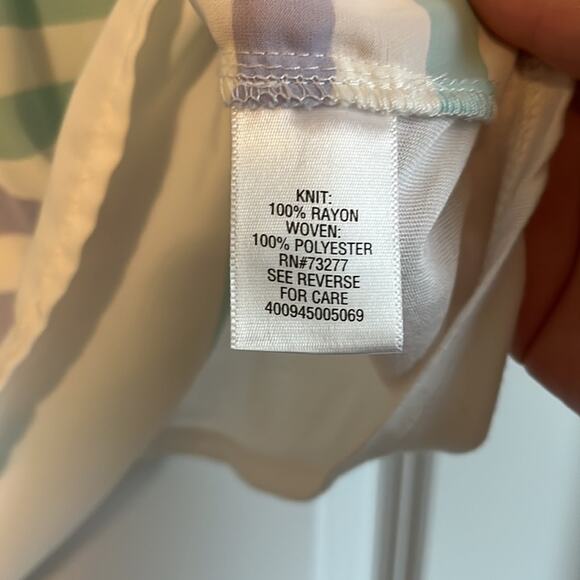 KNIT:
100% RAYON
WOVEN:
100% POLYESTER
RN#73277
SEE REVERSE
FOR CARE
400945005069